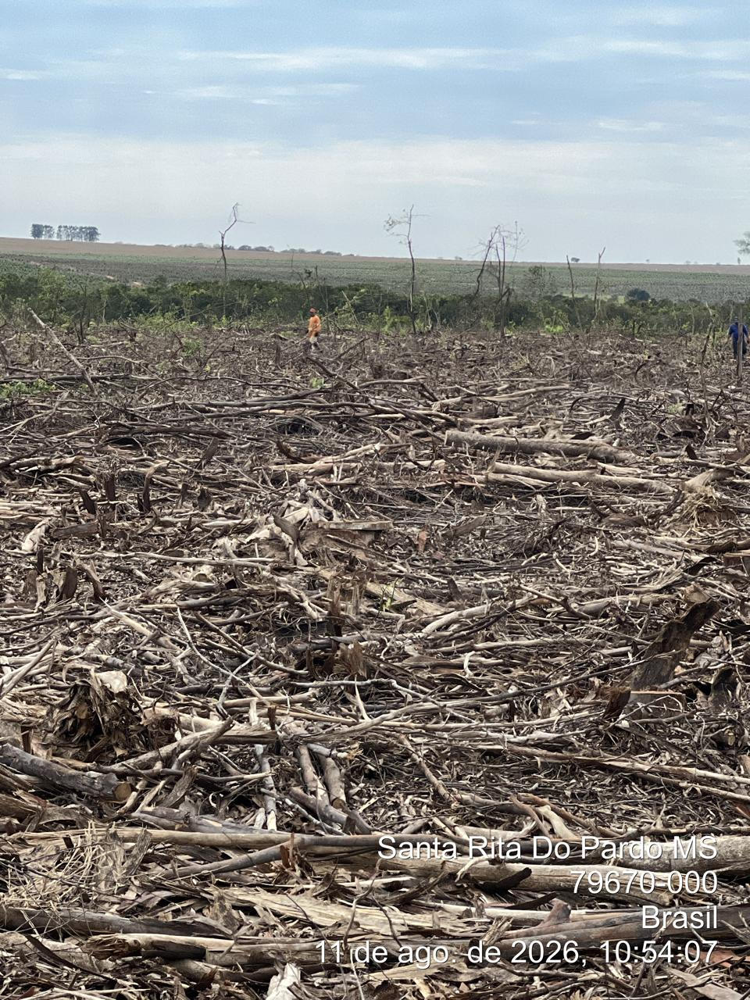 Santa Rita Do Pardo MS
79670-000
Brasil
11 de ago. de 2026, 10:54:07